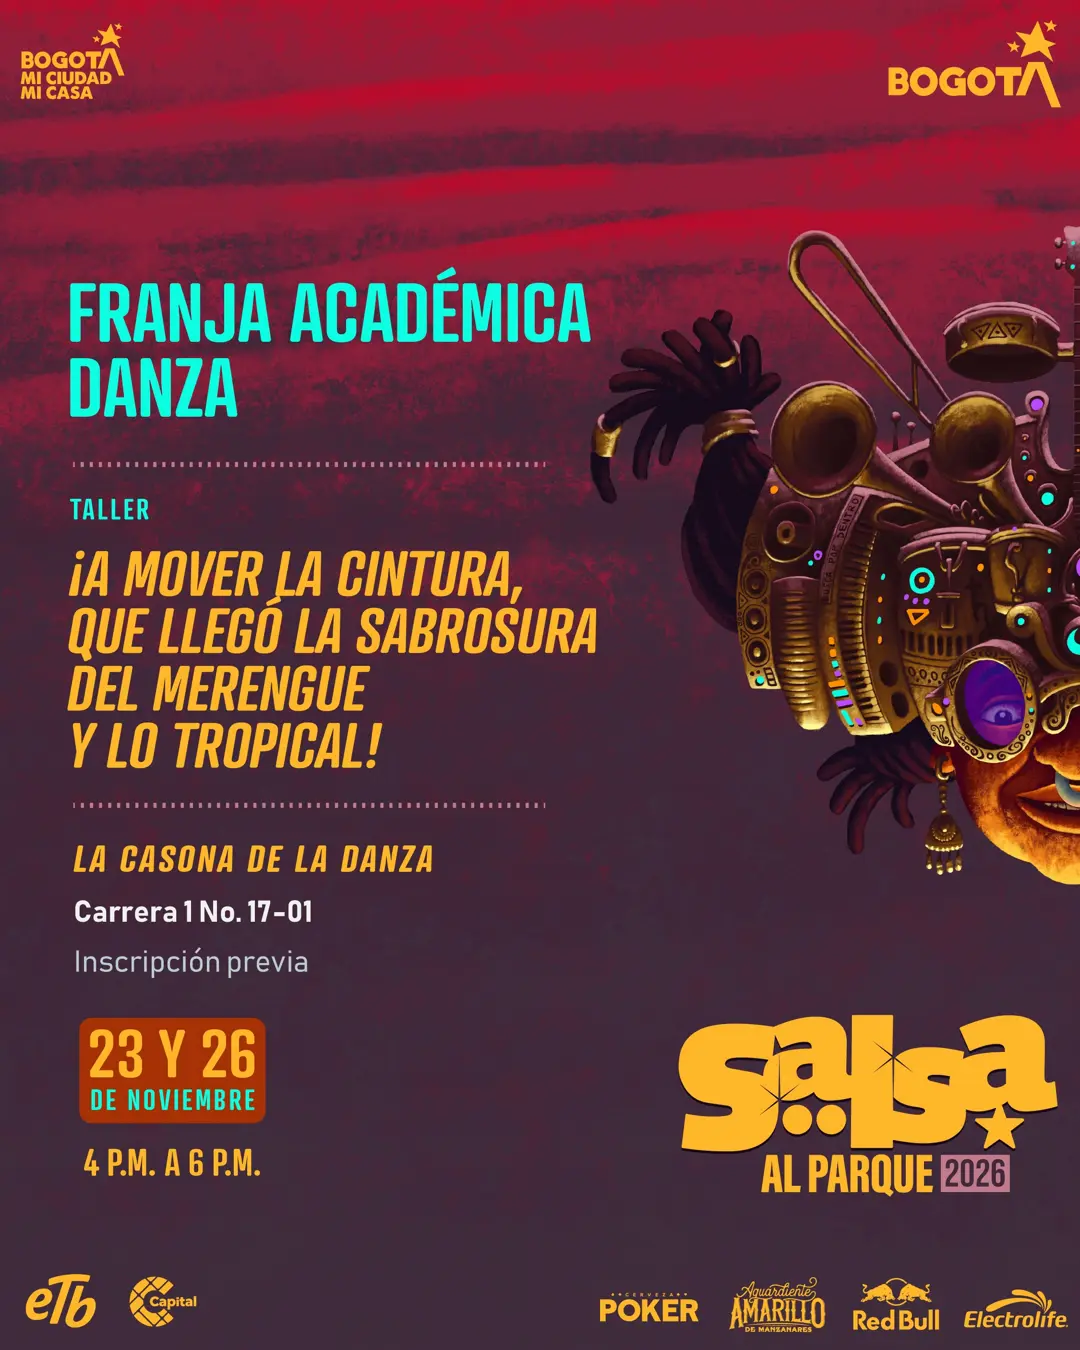 BOGOTÁ
MI CIUDAD
MI CASA
BOGOTÁ
FRANJA ACADÉMICA
DANZA
TALLER
¡A MOVER LA CINTURA,
QUE LLEGÓ LA SABROSURA
DEL MERENGUE
Y LO TROPICAL!
LA CASONA DE LA DANZA
Carrera 1 No. 17-01
Inscripción previa
23 Y 26
DE NOVIEMBRE
4 P.M. A 6 P.M.
Salsa
AL PARQUE 2026
eTb
Capital
CERVEZA
POKER
Aguardiente
AMARILLO
DE MANZANARES
Red Bull
Electrolife